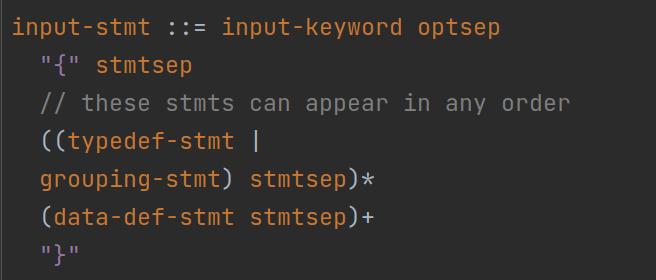 input-stmt ::= input-keyword optsep
"{" stmtsep
// these stmts can appear in any order
((typedef-stmt |
grouping-stmt) stmtsep)*
(data-def-stmt stmtsep)+
"}"